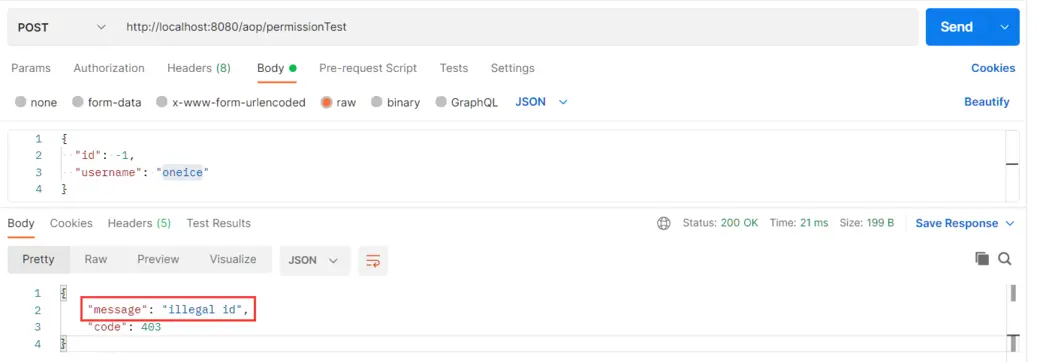 POST http://localhost:8080/aop/permissionTest Send
Params Authorization Headers (8) Body Pre-request Script Tests Settings Cookies
none form-data x-www-form-urlencoded raw binary GraphQL JSON Beautify
1 {
2 "id": -1,
3 "username": "oneice"
4 }
Body Cookies Headers (5) Test Results Status: 200 OK Time: 21 ms Size: 199 B Save Response
Pretty Raw Preview Visualize JSON
1 {
2 "message": "illegal id",
3 "code": 403
4 }